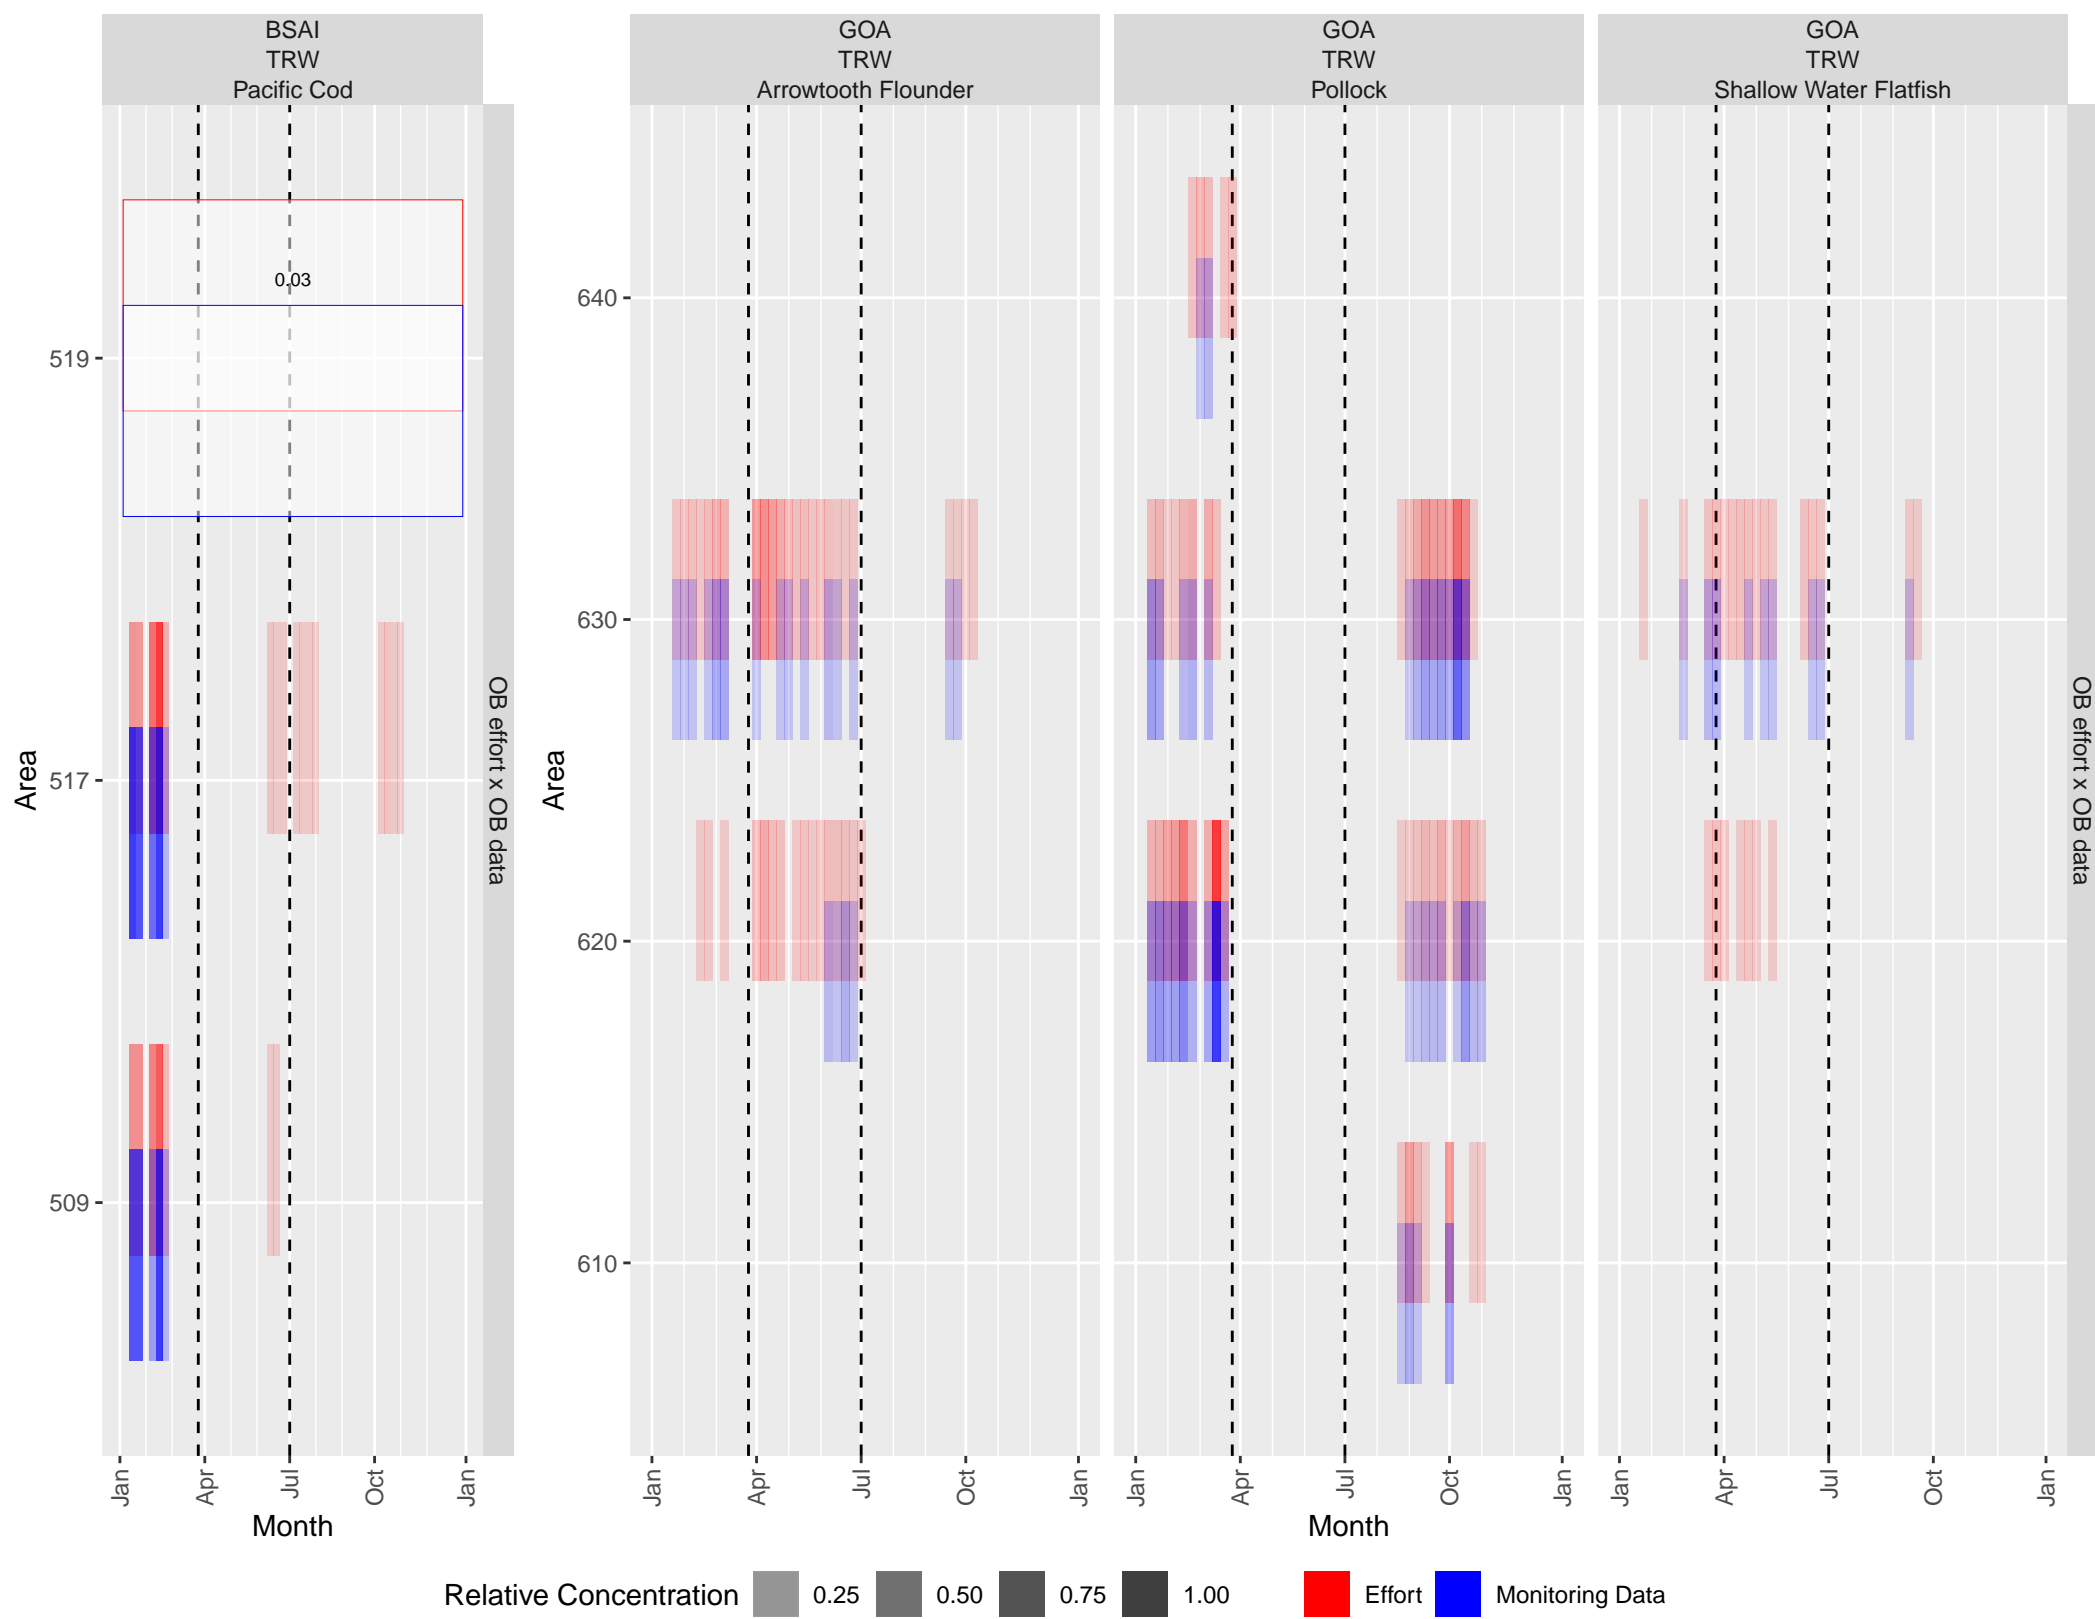 BSAI
TRW
Pacific Cod
GOA
TRW
Arrowtooth Flounder
GOA
TRW
Pollock
GOA
TRW
Shallow Water Flatfish
Area
519
517
509
0.03
OB effort x OB data
Jan
Apr
Jul
Oct
Jan
Month
Area
640
630
620
610
OB effort x OB data
Jan
Apr
Jul
Oct
Jan
Jan
Apr
Jul
Oct
Jan
Jan
Apr
Jul
Oct
Jan
Month
Relative Concentration 0.25 0.50 0.75 1.00 Effort Monitoring Data